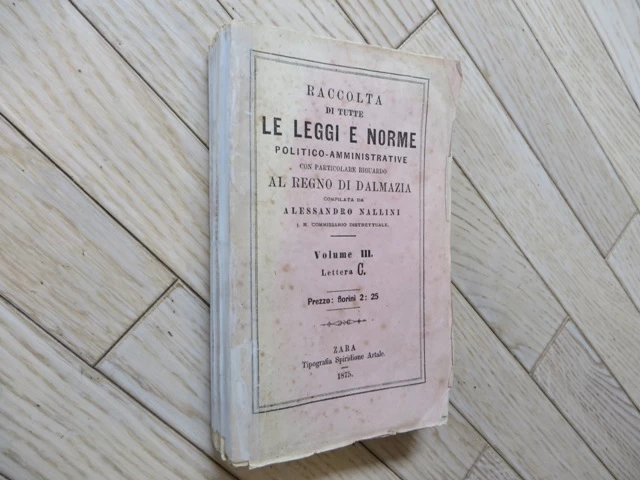 RACCOLTA
DI TUTTE
LE LEGGI E NORME
POLITICO-AMMINISTRATIVE
CON PARTICOLARE RIGUARDO
AL REGNO DI DALMAZIA
COMPILATA DA
ALESSANDRO NALLINI
I. R. COMMISSARIO DISTRETTUALE.
Volume III.
Lettera C.
Prezzo: fiorini 2: 25
ZARA
Tipografia Spiridione Artale.
1875.